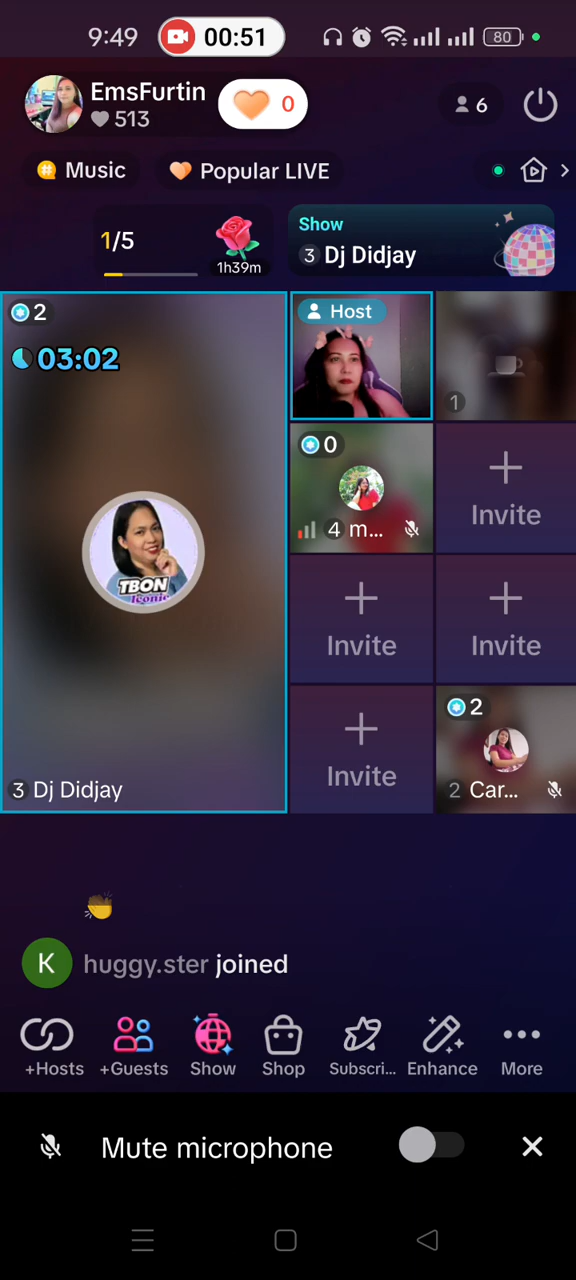 9:49 00:51 80
EmsFurtin
513
0
6
Music Popular LIVE
1/5
1h39m
Show
3 Dj Didjay
2
03:02
Host
1
0
4 m...
Invite
Invite
Invite
Invite
2
2 Car...
TBON
Iconic
3 Dj Didjay
K huggy.ster joined
+Hosts +Guests Show Shop Subscri... Enhance More
Mute microphone